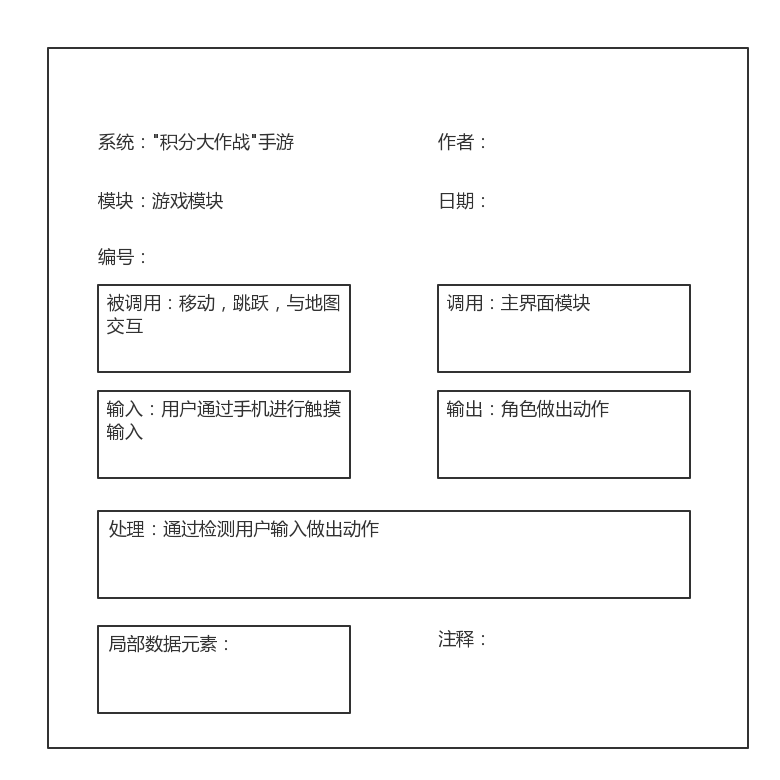 系统："积分大作战"手游
作者：
模块：游戏模块
日期：
编号：
被调用：移动，跳跃，与地图
交互
调用：主界面模块
输入：用户通过手机进行触摸
输入
输出：角色做出动作
处理：通过检测用户输入做出动作
局部数据元素：
注释：